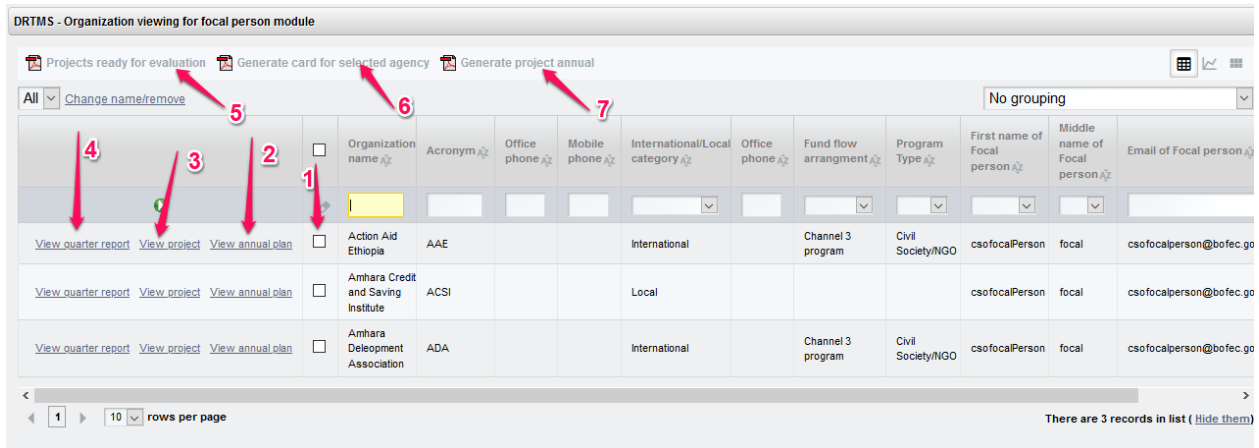 DRTMS - Organization viewing for focal person module
Projects ready for evaluation Generate card for selected agency Generate project annual
5 6 7
All Change name/remove No grouping
4 3 2 1
Organization name Acronym Office phone Mobile phone International/Local category Office phone Fund flow arrangment Program Type First name of Focal person Middle name of Focal person Email of Focal person
View quarter report View project View annual plan Action Aid Ethiopia AAE International Channel 3 program Civil Society/NGO csofocalPerson focal csofocalperson@bofec.go
View quarter report View project View annual plan Amhara Credit and Saving Institute ACSI Local csofocalPerson focal csofocalperson@bofec.go
View quarter report View project View annual plan Amhara Deleopment Association ADA International Channel 3 program Civil Society/NGO csofocalPerson focal csofocalperson@bofec.go
1 10 rows per page There are 3 records in list ( Hide them)